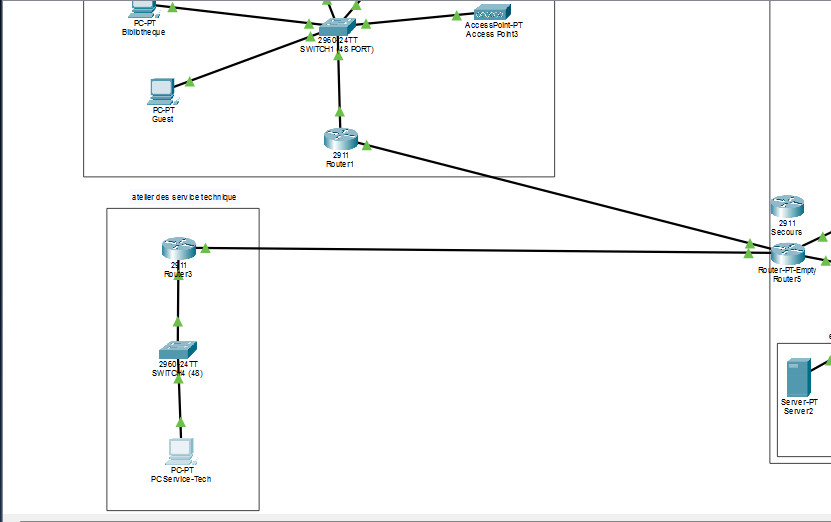 PC-PT
Bibliotheque
2960-24TT
SWITCH1 (48 PORT)
AccessPoint-PT
Access Point3
PC-PT
Guest
2911
Router1
atelier des service technique
2911
Router3
2911
Secours
Router-PT-Empty
Router5
2960-24TT
SWITCH4 (48)
Server-PT
Server2
PC-PT
PCService-Tech